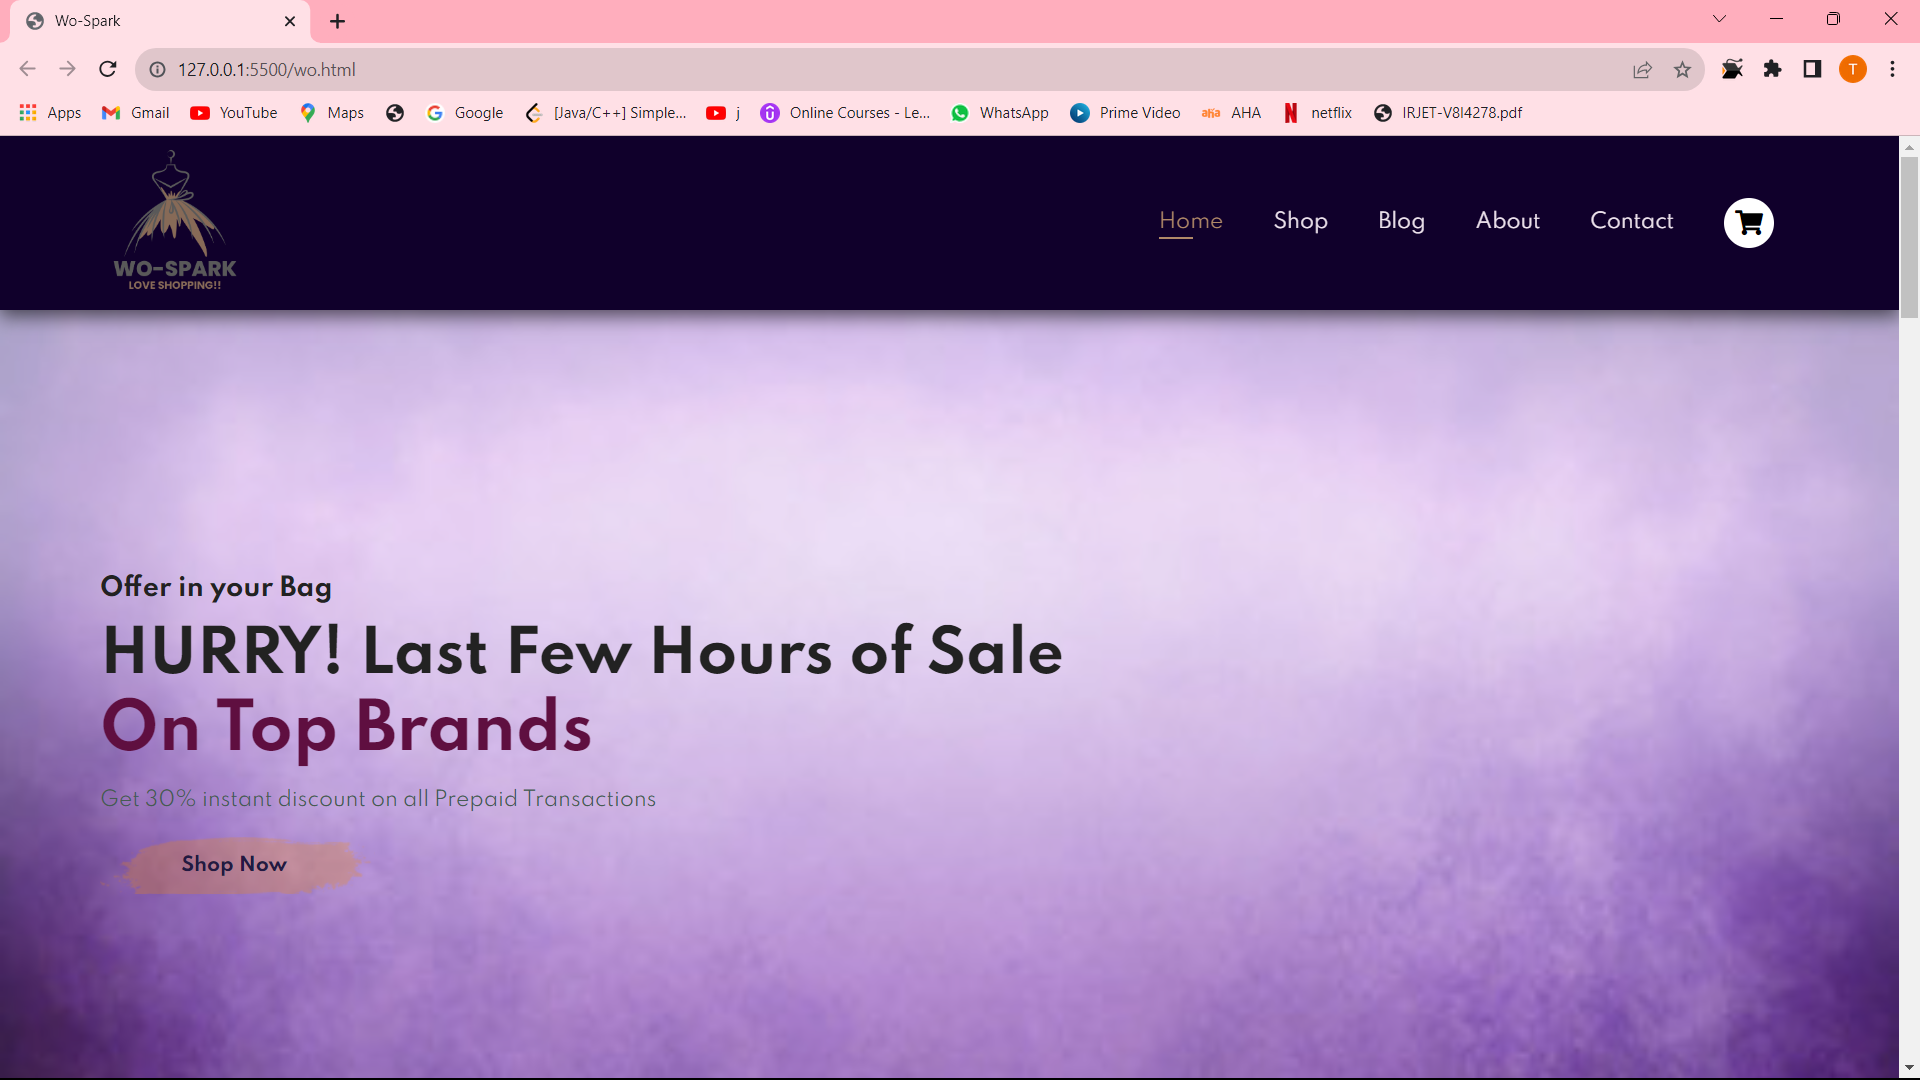 Wo-Spark
127.0.0.1:5500/wo.html
T
Apps Gmail YouTube Maps Google [Java/C++] Simple... j Online Courses - Le... WhatsApp Prime Video aha AHA netflix IRJET-V8I4278.pdf
WO-SPARK
LOVE SHOPPING!!
Home Shop Blog About Contact
Offer in your Bag
HURRY! Last Few Hours of Sale
On Top Brands
Get 30% instant discount on all Prepaid Transactions
Shop Now